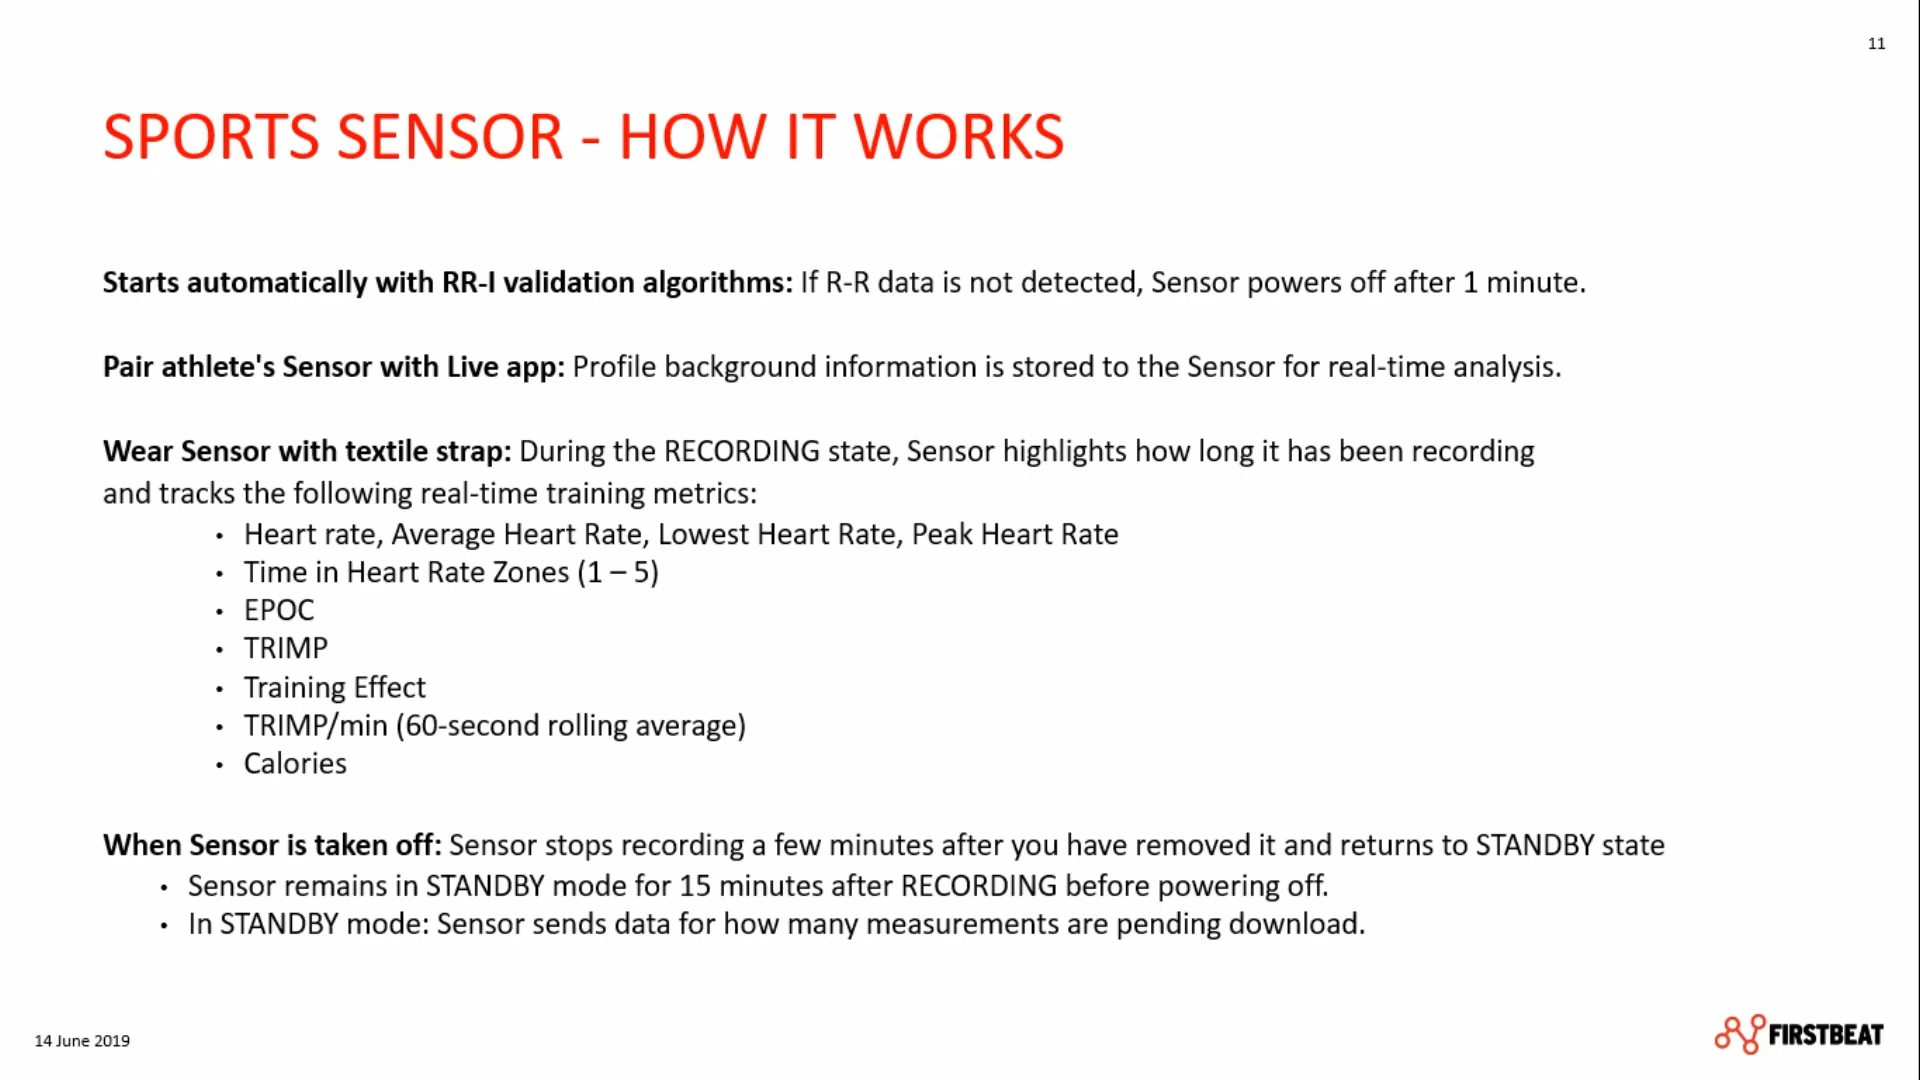 11
SPORTS SENSOR - HOW IT WORKS
Starts automatically with RR-I validation algorithms: If R-R data is not detected, Sensor powers off after 1 minute.
Pair athlete's Sensor with Live app: Profile background information is stored to the Sensor for real-time analysis.
Wear Sensor with textile strap: During the RECORDING state, Sensor highlights how long it has been recording
and tracks the following real-time training metrics:
• Heart rate, Average Heart Rate, Lowest Heart Rate, Peak Heart Rate
• Time in Heart Rate Zones (1 – 5)
• EPOC
• TRIMP
• Training Effect
• TRIMP/min (60-second rolling average)
• Calories
When Sensor is taken off: Sensor stops recording a few minutes after you have removed it and returns to STANDBY state
• Sensor remains in STANDBY mode for 15 minutes after RECORDING before powering off.
• In STANDBY mode: Sensor sends data for how many measurements are pending download.
14 June 2019
FIRSTBEAT